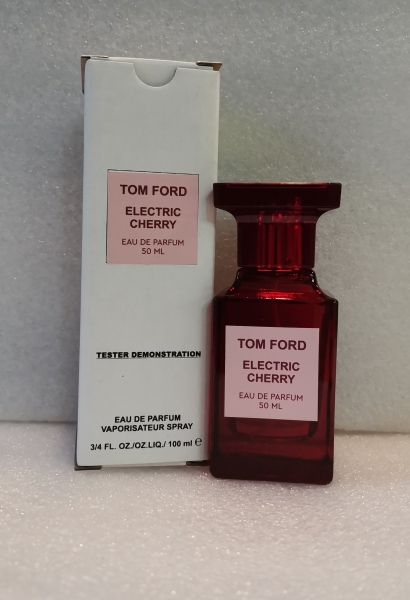 TOM FORD
ELECTRIC
CHERRY
EAU DE PARFUM
50 ML
TESTER DEMONSTRATION
EAU DE PARFUM
VAPORISATEUR SPRAY
3/4 FL. OZ./OZ.LIQ./ 100 ml ℮
TOM FORD
ELECTRIC
CHERRY
EAU DE PARFUM
50 ML